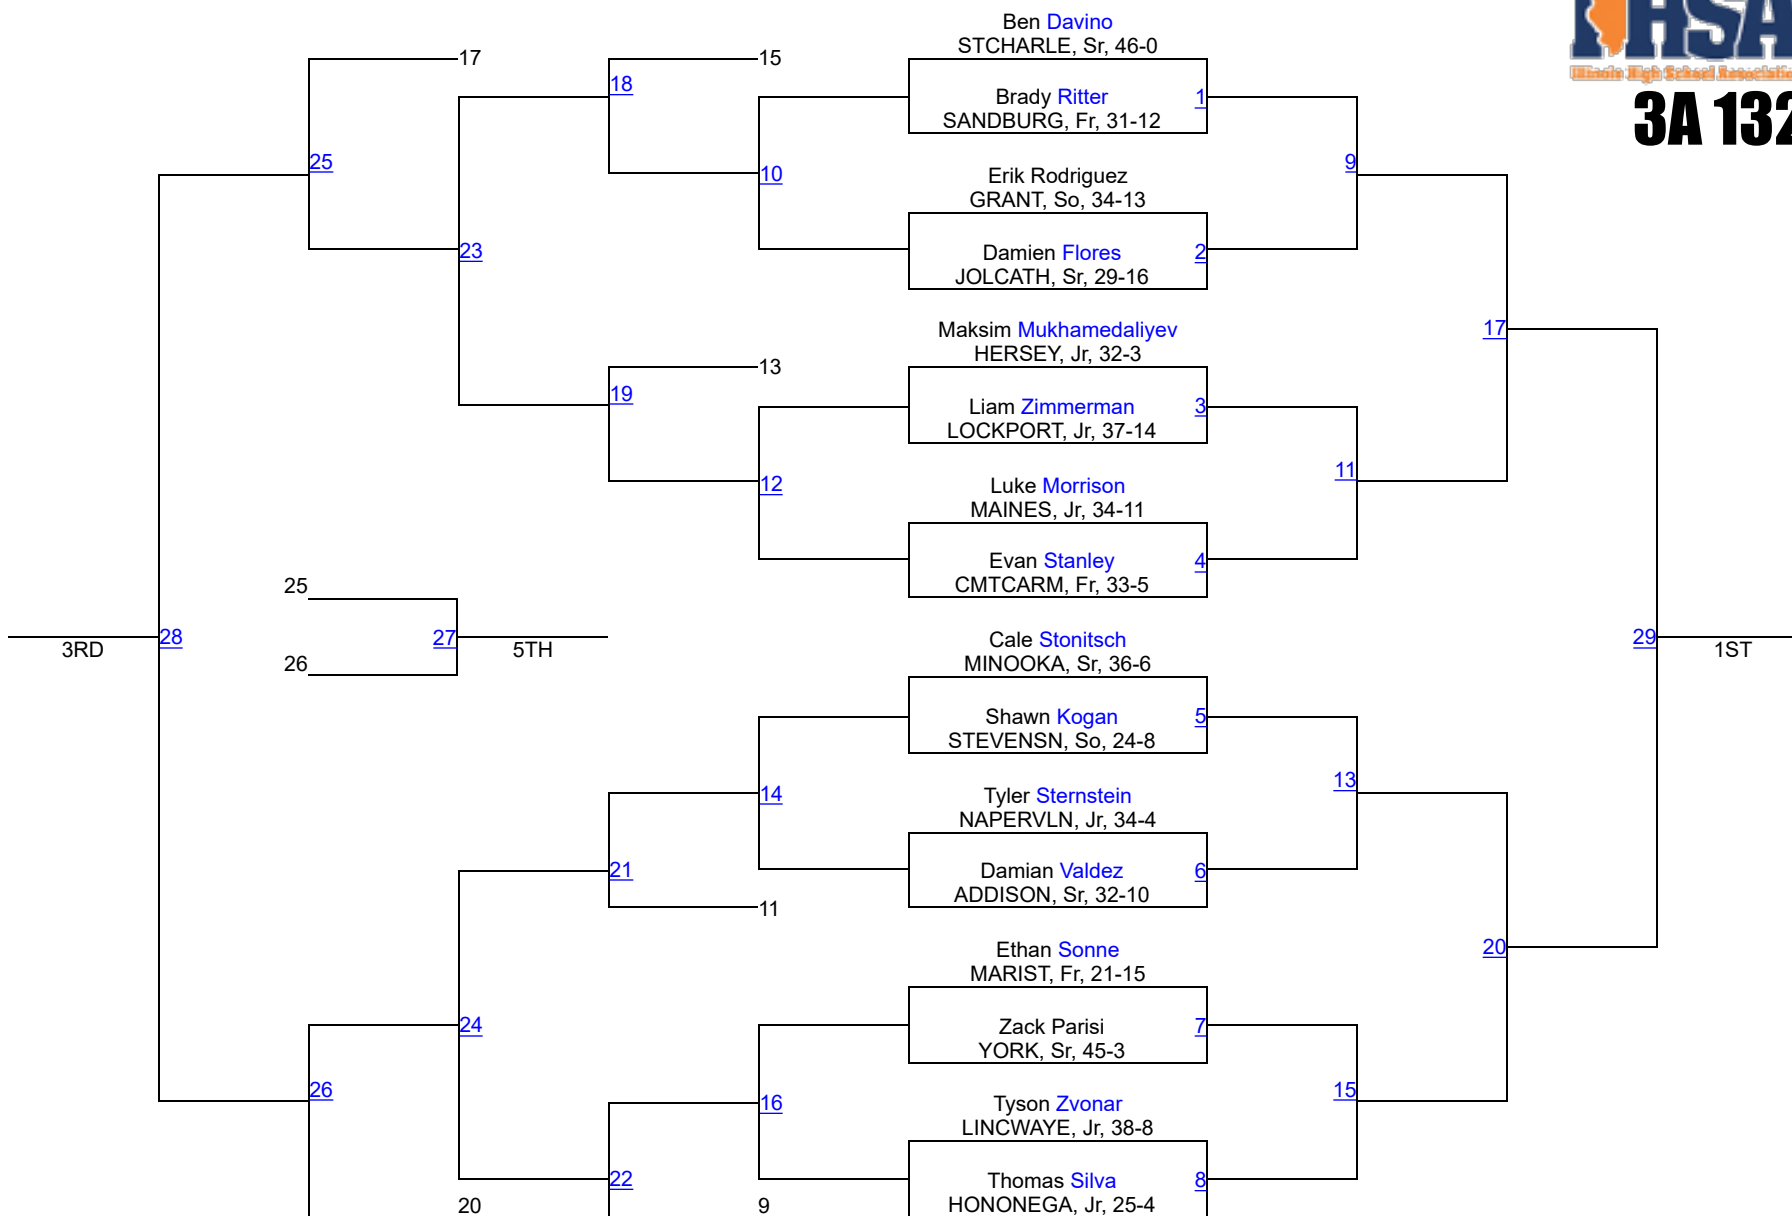 IHSA
Illinois High School Association
3A 132
Ben Davino
STCHARLE, Sr, 46-0
17
15
18
Brady Ritter
1
SANDBURG, Fr, 31-12
25
10
Erik Rodriguez
9
GRANT, So, 34-13
23
Damien Flores
2
JOLCATH, Sr, 29-16
Maksim Mukhamedaliyev
17
HERSEY, Jr, 32-3
13
19
Liam Zimmerman
3
LOCKPORT, Jr, 37-14
12
Luke Morrison
11
MAINES, Jr, 34-11
Evan Stanley
4
CMTCARM, Fr, 33-5
25
28
3RD
27
5TH
26
Cale Stonitsch
29
1ST
MINOOKA, Sr, 36-6
Shawn Kogan
5
STEVENSN, So, 24-8
14
Tyler Sternstein
13
NAPERVLN, Jr, 34-4
21
Damian Valdez
6
ADDISON, Sr, 32-10
11
Ethan Sonne
20
MARIST, Fr, 21-15
24
Zack Parisi
7
YORK, Sr, 45-3
26
16
Tyson Zvonar
15
LINCWAYE, Jr, 38-8
22
Thomas Silva
8
HONONEGA, Jr, 25-4
20
9